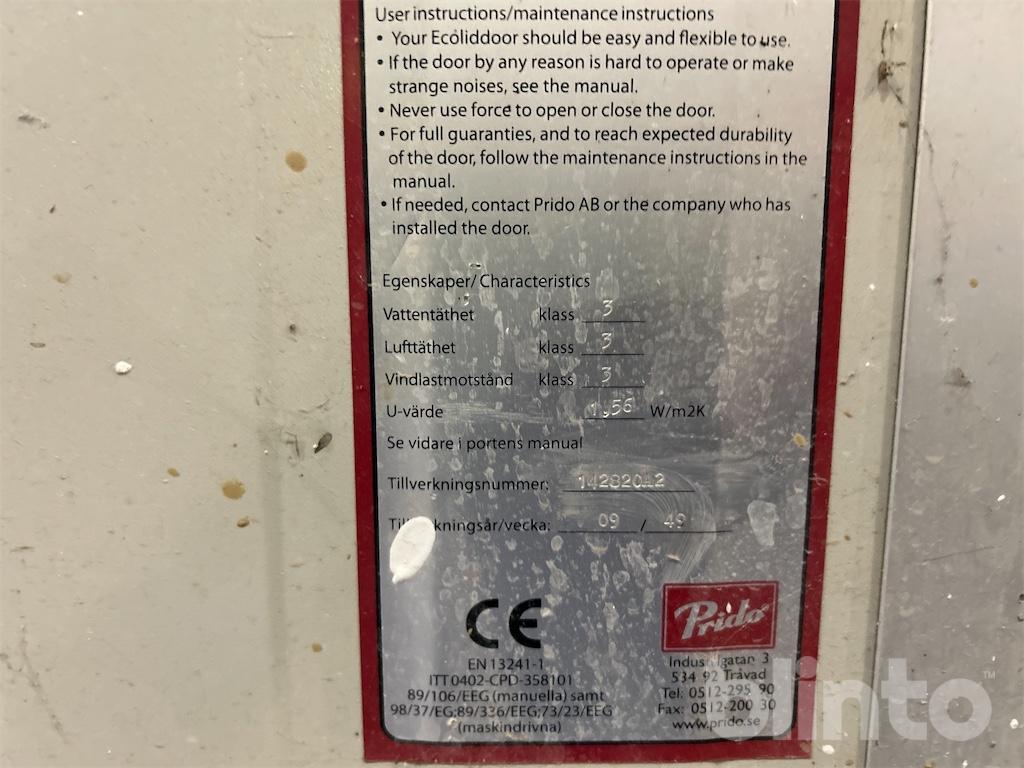 User instructions/maintenance instructions
• Your Ecoliddoor should be easy and flexible to use.
• If the door by any reason is hard to operate or make
strange noises, see the manual.
• Never use force to open or close the door.
• For full guaranties, and to reach expected durability
of the door, follow the maintenance instructions in the
manual.
• If needed, contact Prido AB or the company who has
installed the door.
Egenskaper/Characteristics
Vattentäthet klass 3
Lufttäthet klass 3
Vindlastmotstånd klass 3
U-värde 1,56 W/m2K
Se vidare i portens manual
Tillverkningsnummer: 142820A2
09 / 49
CE
EN 13241-1
ITT 0402-CPD-358101
89/106/EEG (manuella) samt
98/37/EG;89/336/EEG;73/23/EEG
(maskindrivna)
Prido
3
534 92 Tråvad
Tel: 0512-295 90
Fax: 0512-200 30
www.prido.se
Jinto™